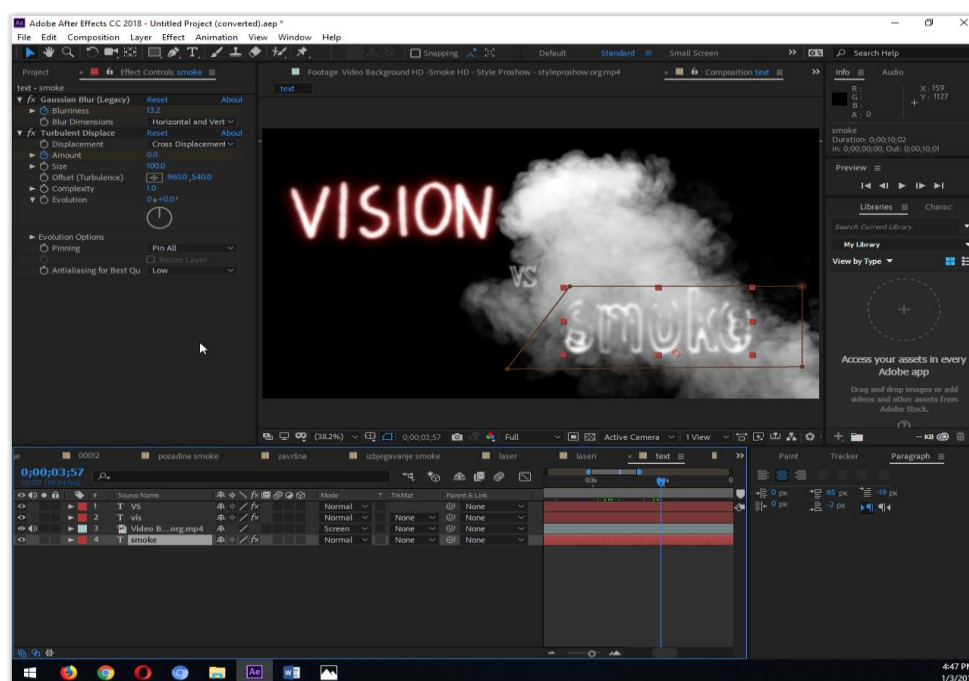 Ae Adobe After Effects CC 2018 - Untitled Project (converted).aep *
File Edit Composition Layer Effect Animation View Window Help
Snapping Default Standard Small Screen Search Help
Project Effect Controls smoke
Footage Video Background HD -Smoke HD - Style Proshow - styleproshow.org.mp4
Composition text
Info Audio
text - smoke
text
fx Gaussian Blur (Legacy) Reset About
Blurriness 13.2
Blur Dimensions Horizontal and Vert
fx Turbulent Displace Reset About
Displacement Cross Displacement
Amount 0.0
Size 100.0
Offset (Turbulence) 960.0 ,540.0
Complexity 1.0
Evolution 0 x +0.0°
Evolution Options
Pinning Pin All
Resize Layer
Antialiasing for Best Qu Low
VISION
VS
smoke
R :
G :
B :
A : 0
X : 159
Y : 1127
smoke
Duration: 0;00;10;02
In: 0;00;00;00, Out: 0;00;10;01
Preview
Libraries Charac
Search Current Library
My Library
View by Type
Access your assets in every
Adobe app
Drag and drop images or add
videos and other assets from
Adobe Stock.
(38.2%) 0;00;03;57 Full Active Camera 1 View
-- KB
00012 pozadina smoke završna izbjegavanje smoke laser laseri text
Paint Tracker Paragraph
0;00;03;57
00237 (59.94 fps)
03s
# Source Name Mode T TrkMat Parent & Link
1 T VS Normal None
2 T vis Normal None None
3 Video B....org.mp4 Screen None None
4 T smoke Normal None None
0 px 65 px -19 px
0 px -2 px
Ae
4:47 PM